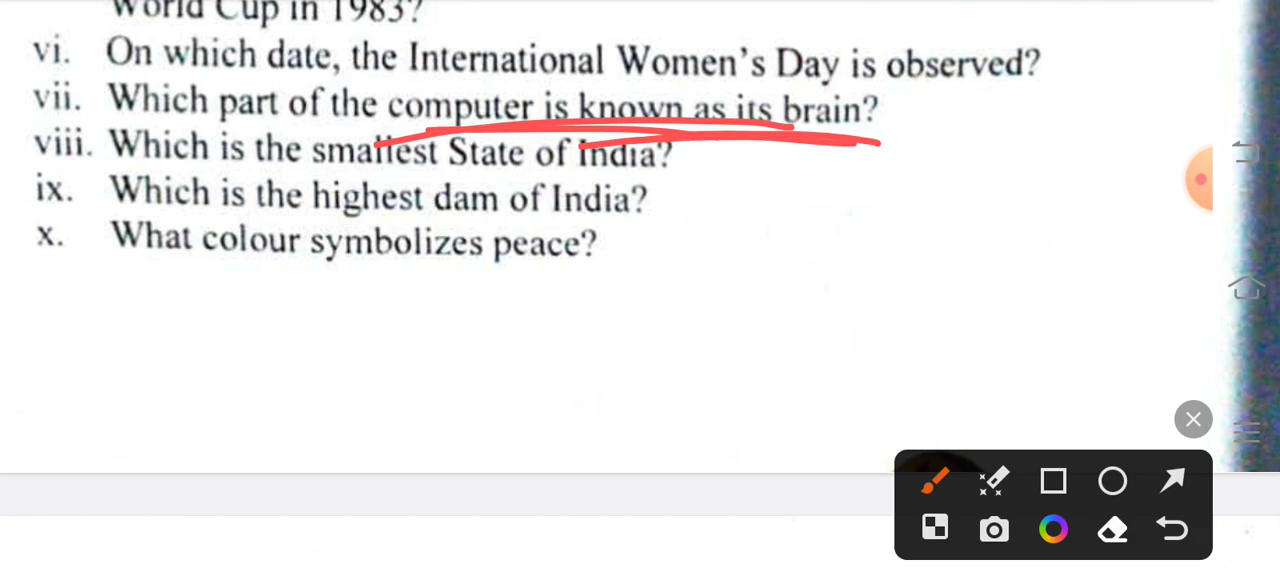 World Cup in 1983?
vi. On which date, the International Women's Day is observed?
vii. Which part of the computer is known as its brain?
viii. Which is the smallest State of India?
ix. Which is the highest dam of India?
x. What colour symbolizes peace?